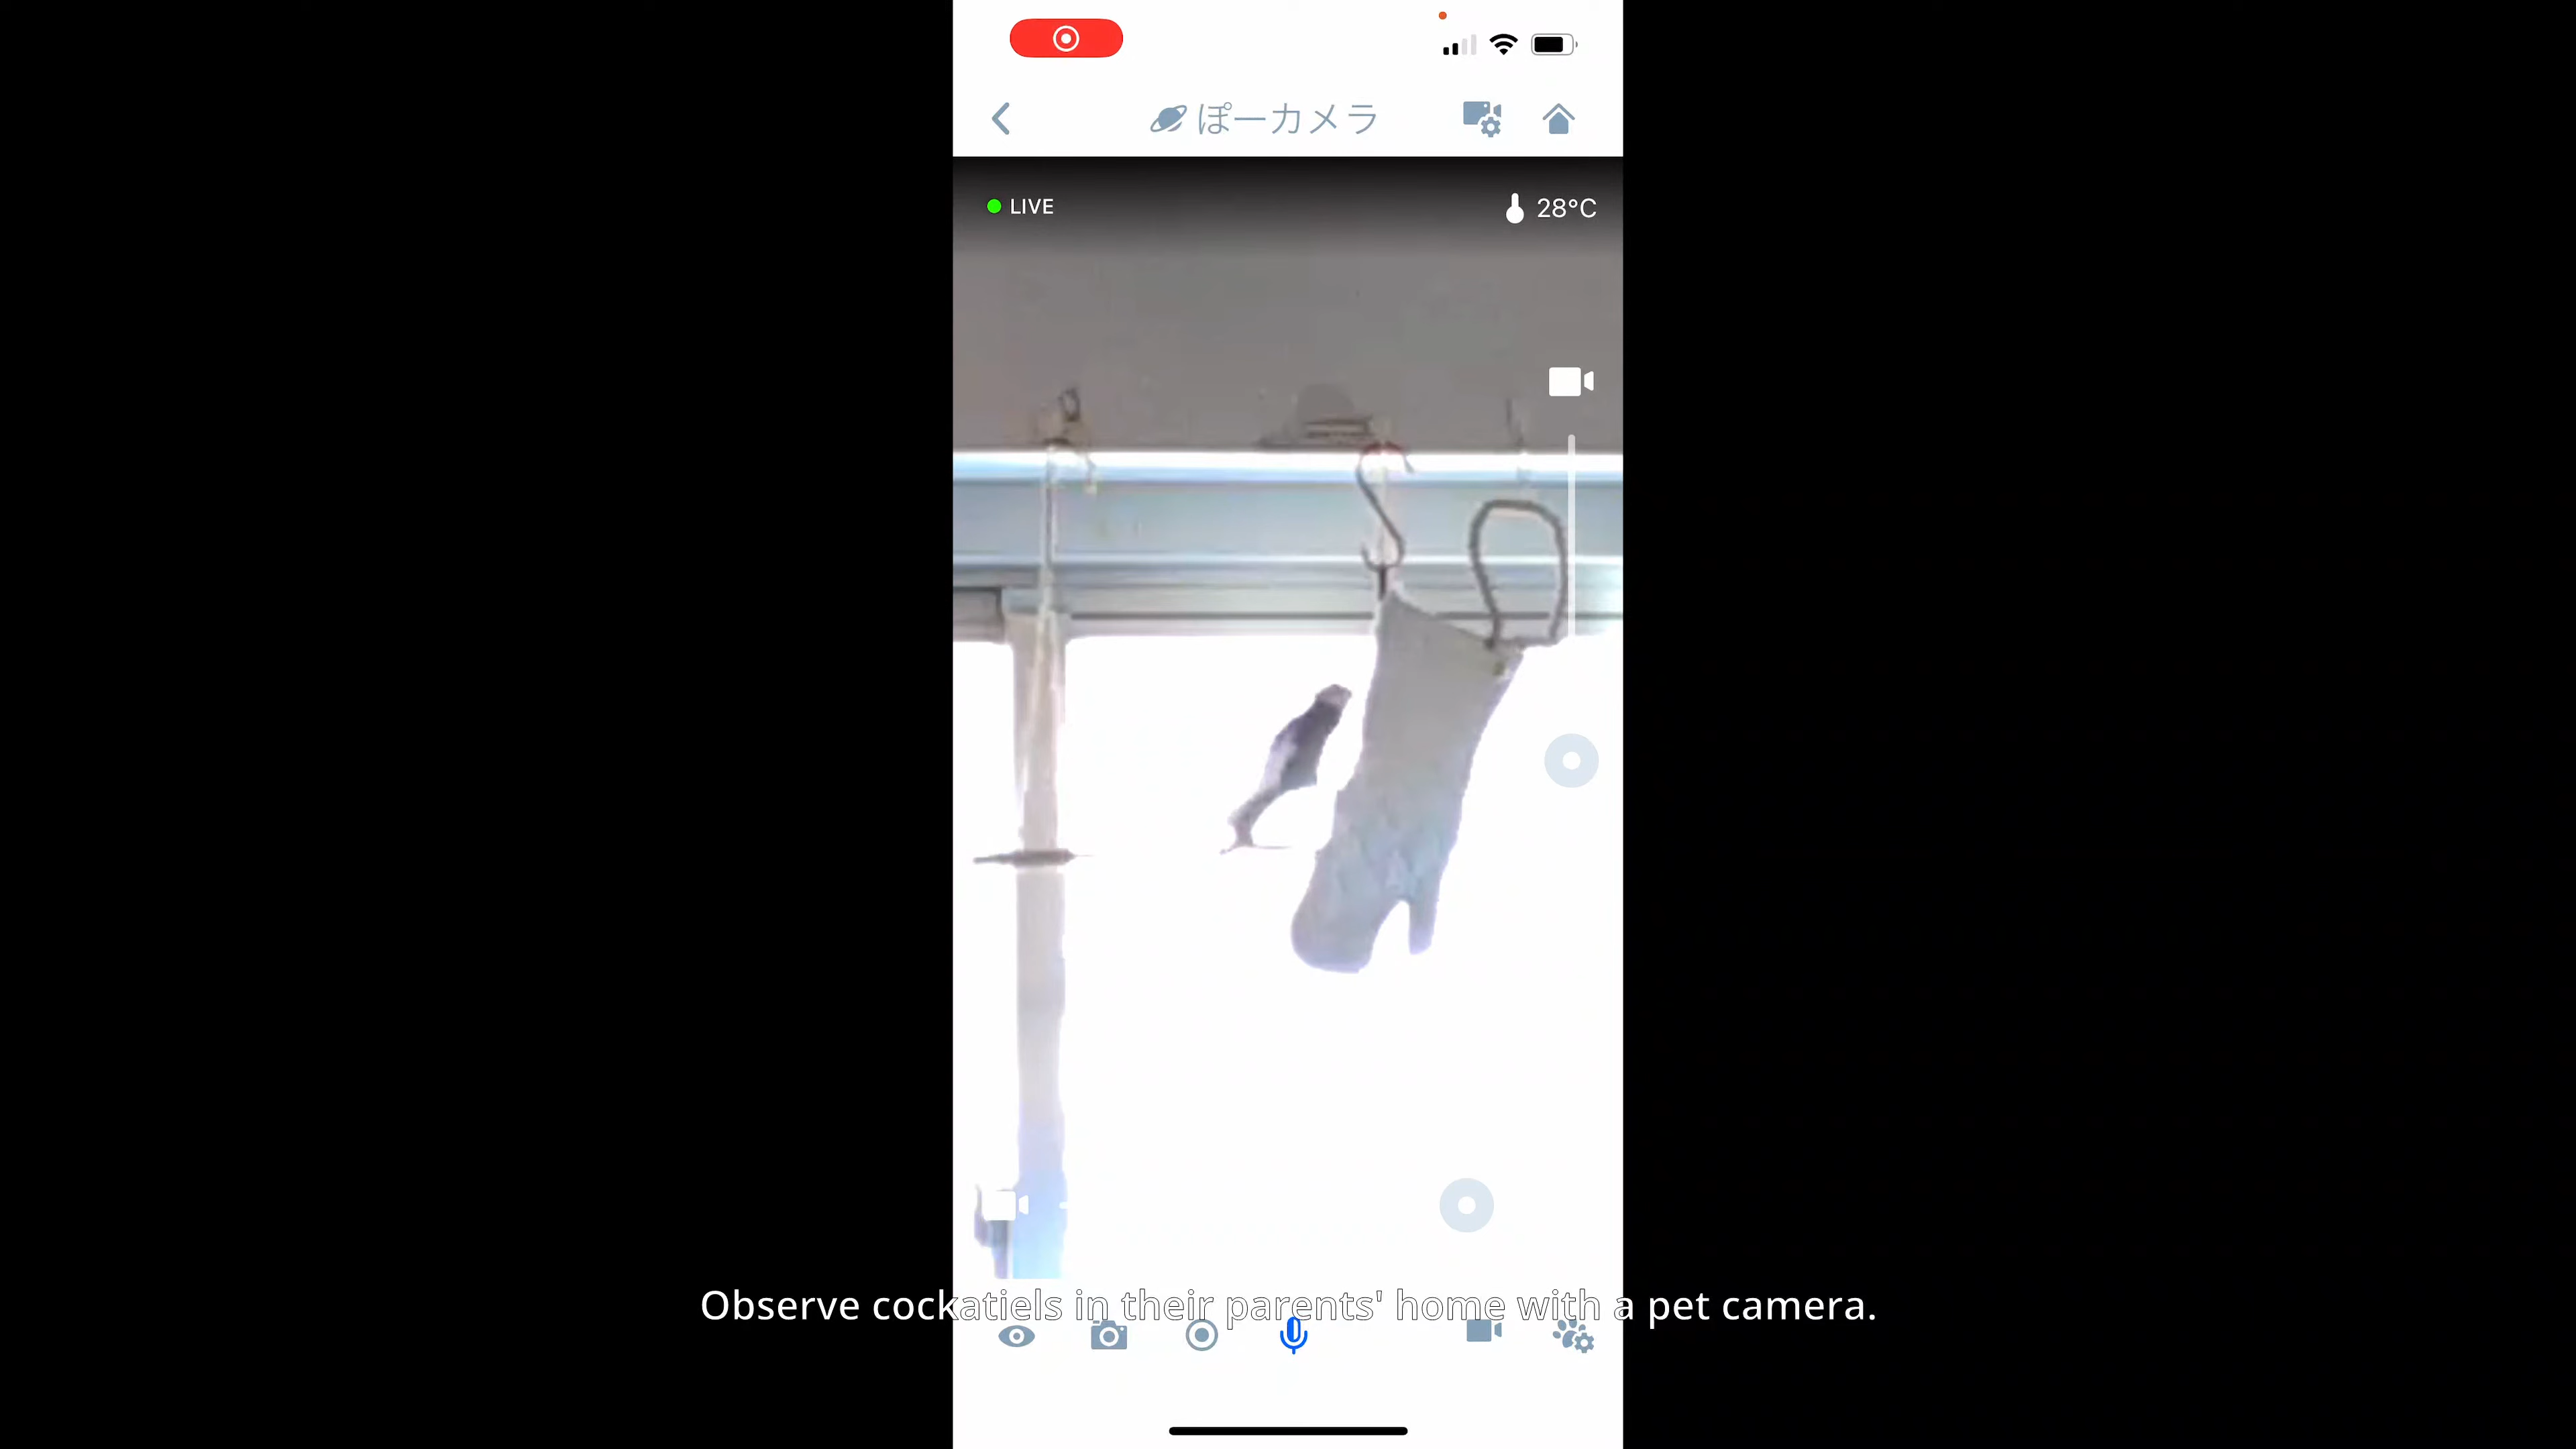 ぽーカメラ
LIVE
28°C
Observe cockatiels in their parents' home with a pet camera.